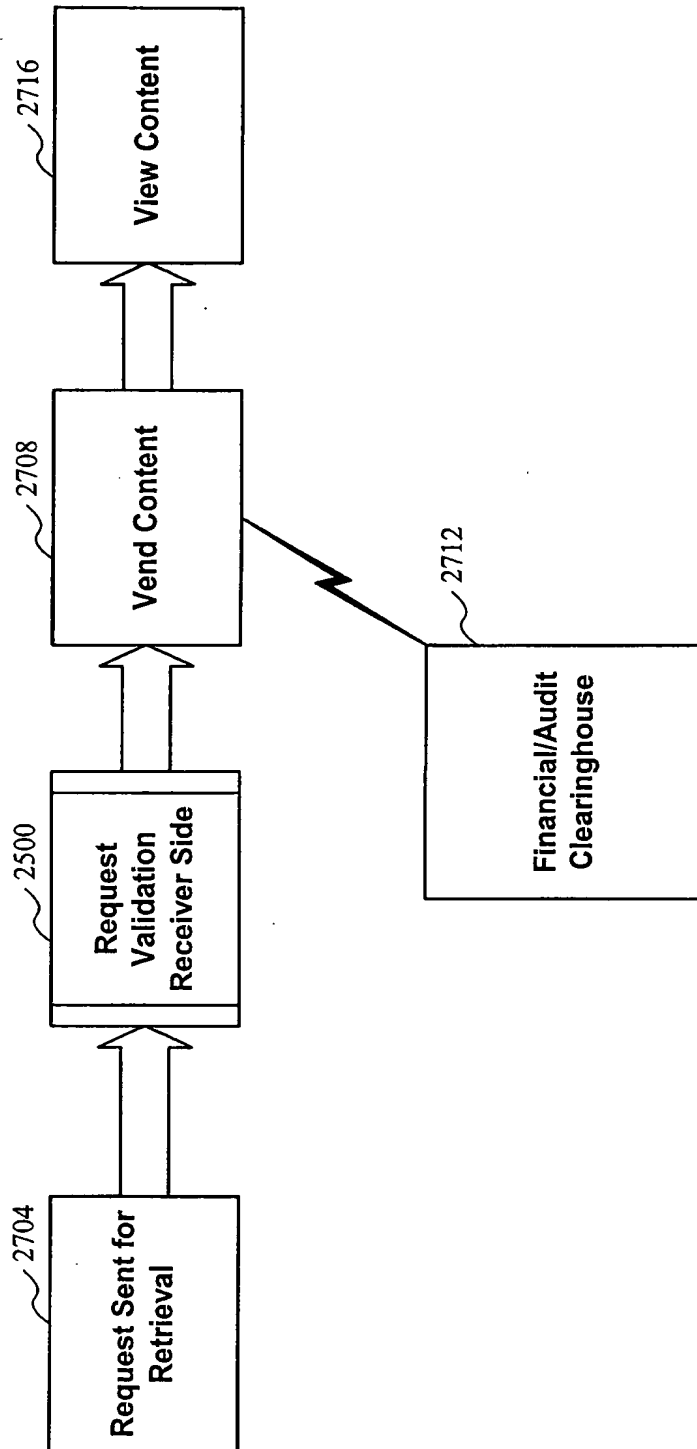 2704
Request Sent for
Retrieval
2500
Request
Validation
Receiver Side
2708
Vend Content
2716
View Content
2712
Financial/Audit
Clearinghouse